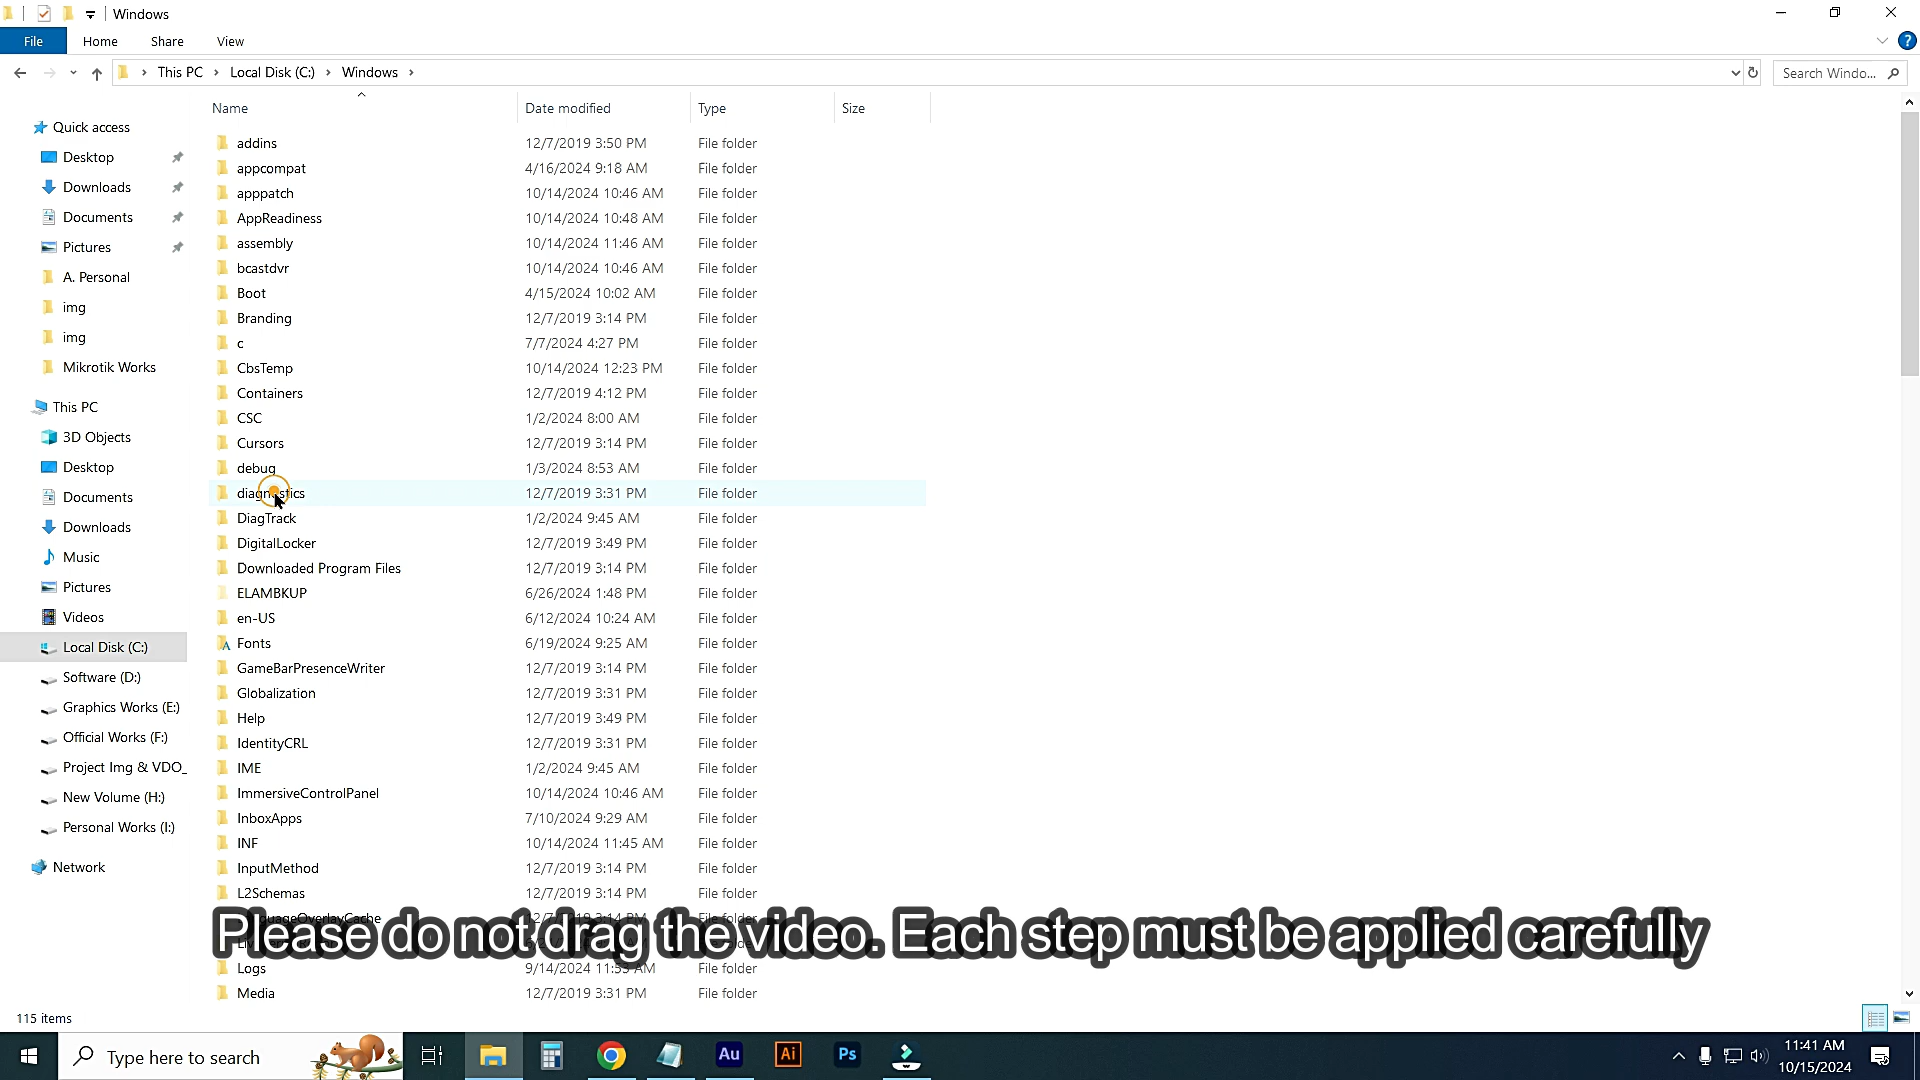 Windows
File Home Share View
This PC Local Disk (C:) Windows
Search Windo...
Name Date modified Type Size
Quick access
Desktop
Downloads
Documents
Pictures
A. Personal
img
img
Mikrotik Works
This PC
3D Objects
Desktop
Documents
Downloads
Music
Pictures
Videos
Local Disk (C:)
Software (D:)
Graphics Works (E:)
Official Works (F:)
Project Img & VDO_
New Volume (H:)
Personal Works (I:)
Network
addins 12/7/2019 3:50 PM File folder
appcompat 4/16/2024 9:18 AM File folder
apppatch 10/14/2024 10:46 AM File folder
AppReadiness 10/14/2024 10:48 AM File folder
assembly 10/14/2024 11:46 AM File folder
bcastdvr 10/14/2024 10:46 AM File folder
Boot 4/15/2024 10:02 AM File folder
Branding 12/7/2019 3:14 PM File folder
c 7/7/2024 4:27 PM File folder
CbsTemp 10/14/2024 12:23 PM File folder
Containers 12/7/2019 4:12 PM File folder
CSC 1/2/2024 8:00 AM File folder
Cursors 12/7/2019 3:14 PM File folder
debug 1/3/2024 8:53 AM File folder
diagnostics 12/7/2019 3:31 PM File folder
DiagTrack 1/2/2024 9:45 AM File folder
DigitalLocker 12/7/2019 3:49 PM File folder
Downloaded Program Files 12/7/2019 3:14 PM File folder
ELAMBKUP 6/26/2024 1:48 PM File folder
en-US 6/12/2024 10:24 AM File folder
Fonts 6/19/2024 9:25 AM File folder
GameBarPresenceWriter 12/7/2019 3:14 PM File folder
Globalization 12/7/2019 3:31 PM File folder
Help 12/7/2019 3:49 PM File folder
IdentityCRL 12/7/2019 3:31 PM File folder
IME 1/2/2024 9:45 AM File folder
ImmersiveControlPanel 10/14/2024 10:46 AM File folder
InboxApps 7/10/2024 9:29 AM File folder
INF 10/14/2024 11:45 AM File folder
InputMethod 12/7/2019 3:14 PM File folder
L2Schemas 12/7/2019 3:14 PM File folder
Please do not drag the video. Each step must be applied carefully
Logs 9/14/2024 11:53 AM File folder
Media 12/7/2019 3:31 PM File folder
115 items
Type here to search
Au Ai Ps
11:41 AM
10/15/2024